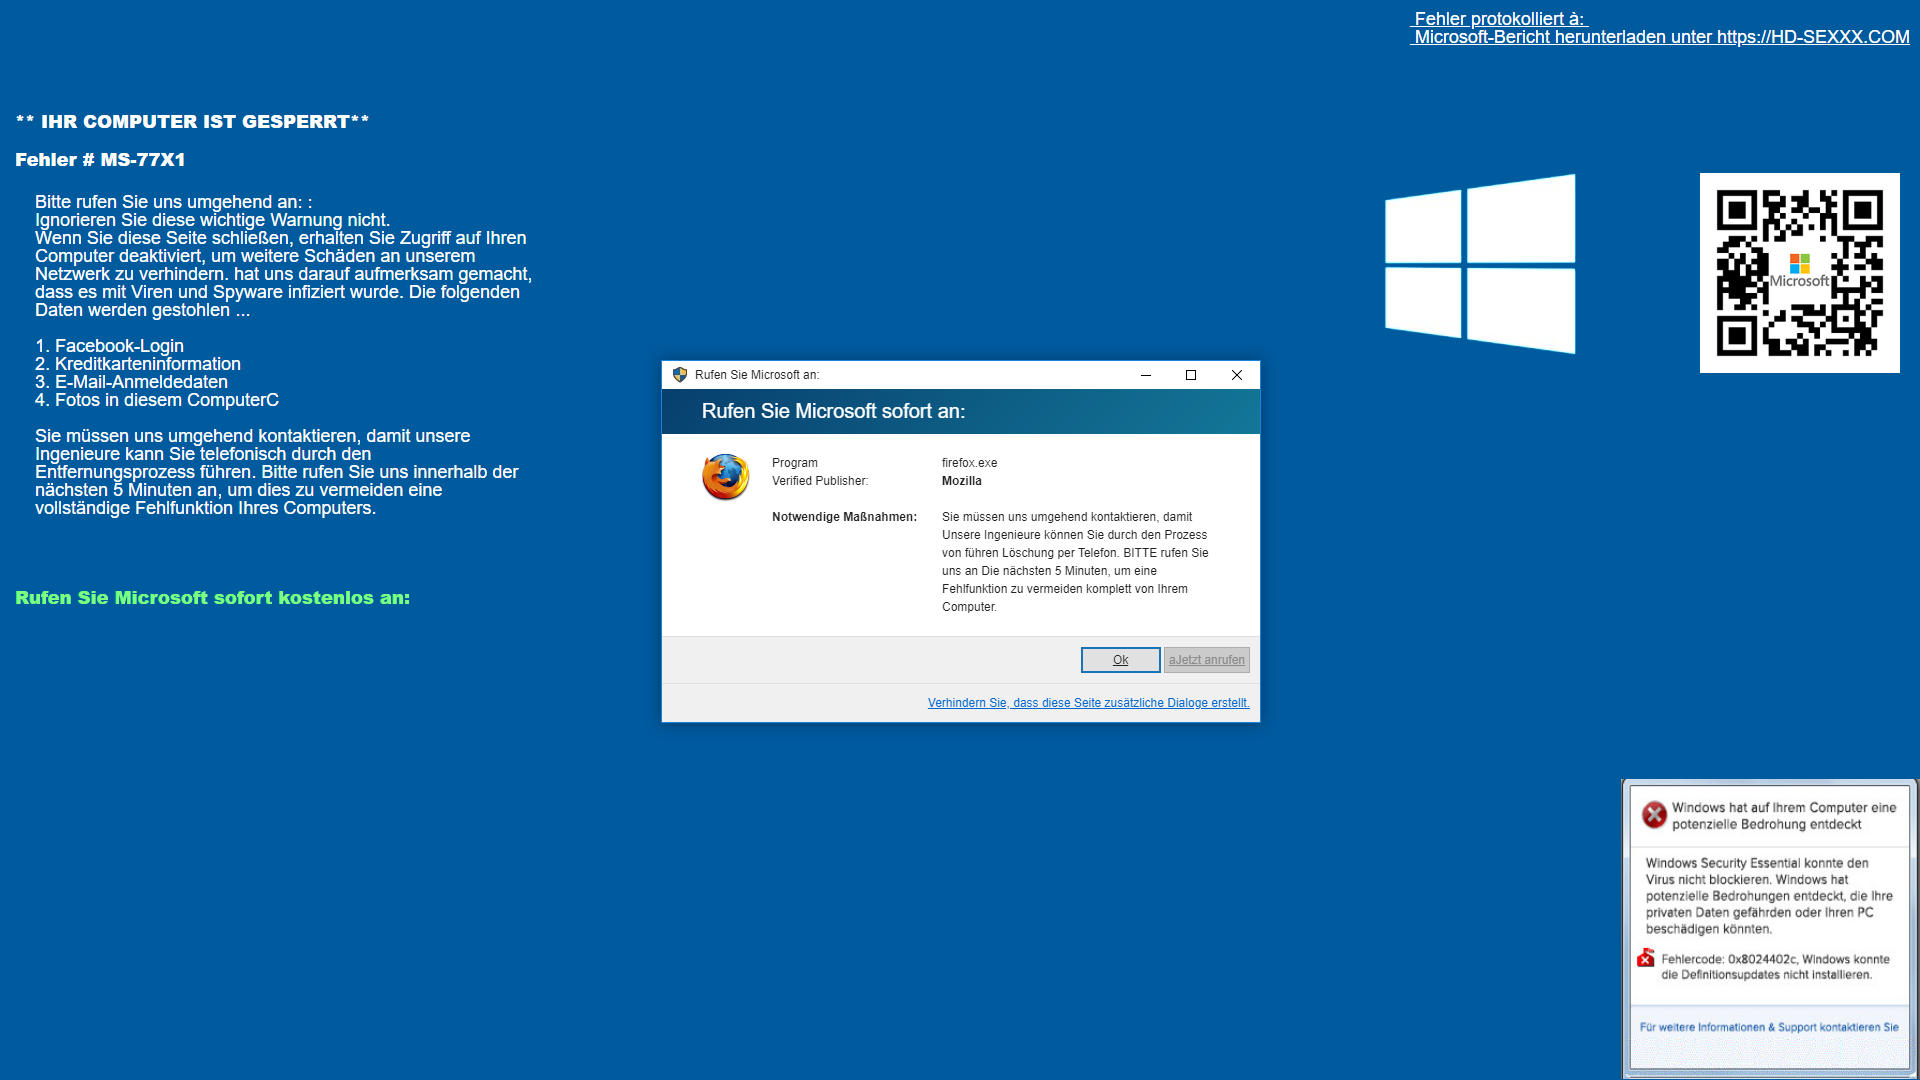 Fehler protokolliert à:
Microsoft-Bericht herunterladen unter https://HD-SEXXX.COM
** IHR COMPUTER IST GESPERRT**
Fehler # MS-77X1
Bitte rufen Sie uns umgehend an: :
Ignorieren Sie diese wichtige Warnung nicht.
Wenn Sie diese Seite schließen, erhalten Sie Zugriff auf Ihren
Computer deaktiviert, um weitere Schäden an unserem
Netzwerk zu verhindern. hat uns darauf aufmerksam gemacht,
dass es mit Viren und Spyware infiziert wurde. Die folgenden
Daten werden gestohlen ...
1. Facebook-Login
2. Kreditkarteninformation
3. E-Mail-Anmeldedaten
4. Fotos in diesem ComputerC
Sie müssen uns umgehend kontaktieren, damit unsere
Ingenieure kann Sie telefonisch durch den
Entfernungsprozess führen. Bitte rufen Sie uns innerhalb der
nächsten 5 Minuten an, um dies zu vermeiden eine
vollständige Fehlfunktion Ihres Computers.
Rufen Sie Microsoft sofort kostenlos an:
Microsoft
Rufen Sie Microsoft an:
Rufen Sie Microsoft sofort an:
Program firefox.exe
Verified Publisher: Mozilla
Notwendige Maßnahmen: Sie müssen uns umgehend kontaktieren, damit
Unsere Ingenieure können Sie durch den Prozess
von führen Löschung per Telefon. BITTE rufen Sie
uns an Die nächsten 5 Minuten, um eine
Fehlfunktion zu vermeiden komplett von Ihrem
Computer.
Ok aJetzt anrufen
Verhindern Sie, dass diese Seite zusätzliche Dialoge erstellt.
Windows hat auf Ihrem Computer eine
potenzielle Bedrohung entdeckt
Windows Security Essential konnte den
Virus nicht blockieren. Windows hat
potenzielle Bedrohungen entdeckt, die Ihre
privaten Daten gefährden oder Ihren PC
beschädigen könnten.
Fehlercode: 0x8024402c, Windows konnte
die Definitionsupdates nicht installieren.
Für weitere Informationen & Support kontaktieren Sie